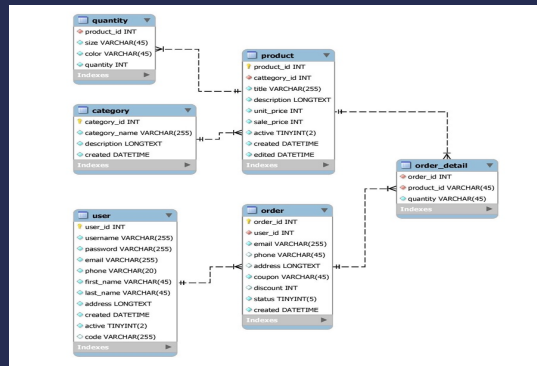 quantity
product_id INT
size VARCHAR(45)
color VARCHAR(45)
quantity INT
Indexes
category
category_id INT
category_name VARCHAR(255)
description LONGTEXT
created DATETIME
Indexes
product
product_id INT
cattegory_id INT
title VARCHAR(255)
description LONGTEXT
unit_price INT
sale_price INT
active TINYINT(2)
created DATETIME
edited DATETIME
Indexes
order_detail
order_id INT
product_id VARCHAR(45)
quantity VARCHAR(45)
Indexes
user
user_id INT
username VARCHAR(255)
password VARCHAR(255)
email VARCHAR(255)
phone VARCHAR(20)
first_name VARCHAR(45)
last_name VARCHAR(45)
address LONGTEXT
created DATETIME
active TINYINT(2)
code VARCHAR(255)
Indexes
order
order_id INT
user_id INT
email VARCHAR(255)
phone VARCHAR(45)
address LONGTEXT
coupon VARCHAR(45)
discount INT
status TINYINT(5)
created DATETIME
Indexes